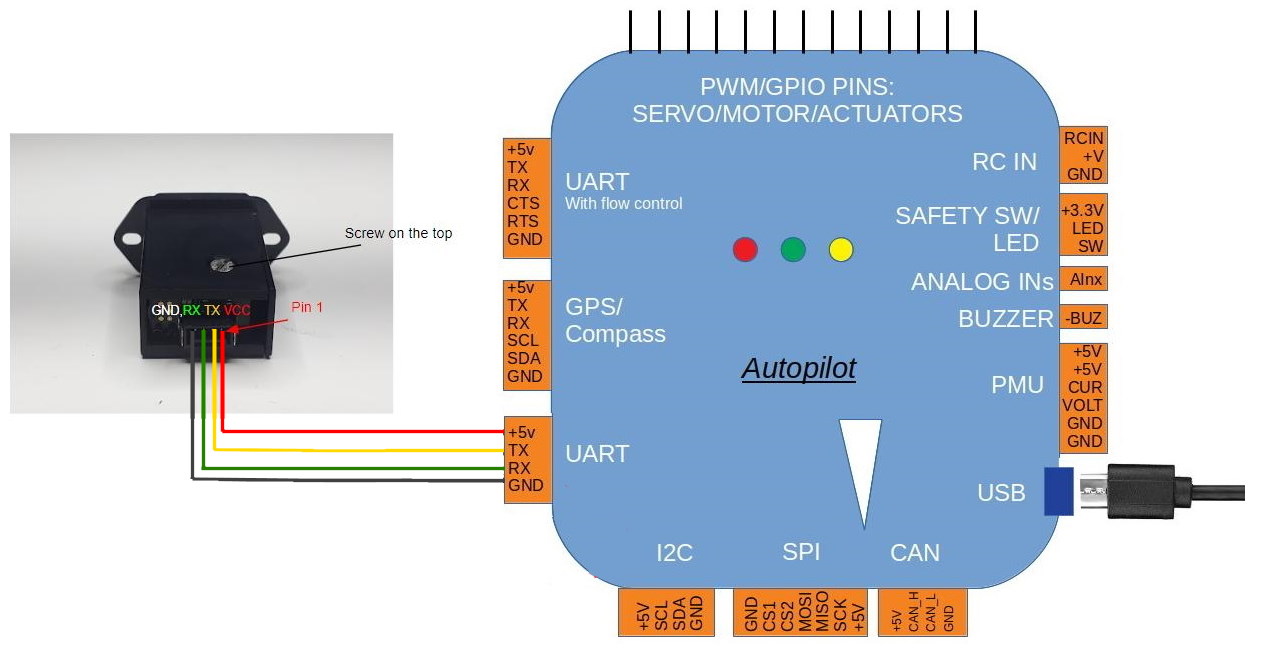 PWM/GPIO PINS:
SERVO/MOTOR/ACTUATORS
Screw on the top
GND,RX TX VCC
Pin 1
+5v
TX
RX
CTS
RTS
GND
UART
With flow control
+5v
TX
RX
SCL
SDA
GND
GPS/
Compass
+5v
TX
RX
GND
UART
Autopilot
RC IN
RCIN
+V
GND
SAFETY SW/
LED
+3.3V
LED
SW
ANALOG INs
AInx
BUZZER
-BUZ
PMU
+5V
+5V
CUR
VOLT
GND
GND
USB
I2C
+5V
SCL
SDA
GND
SPI
GND
CS1
CS2
MOSI
MISO
SCK
+5V
CAN
+5V
CAN_H
CAN_L
GND